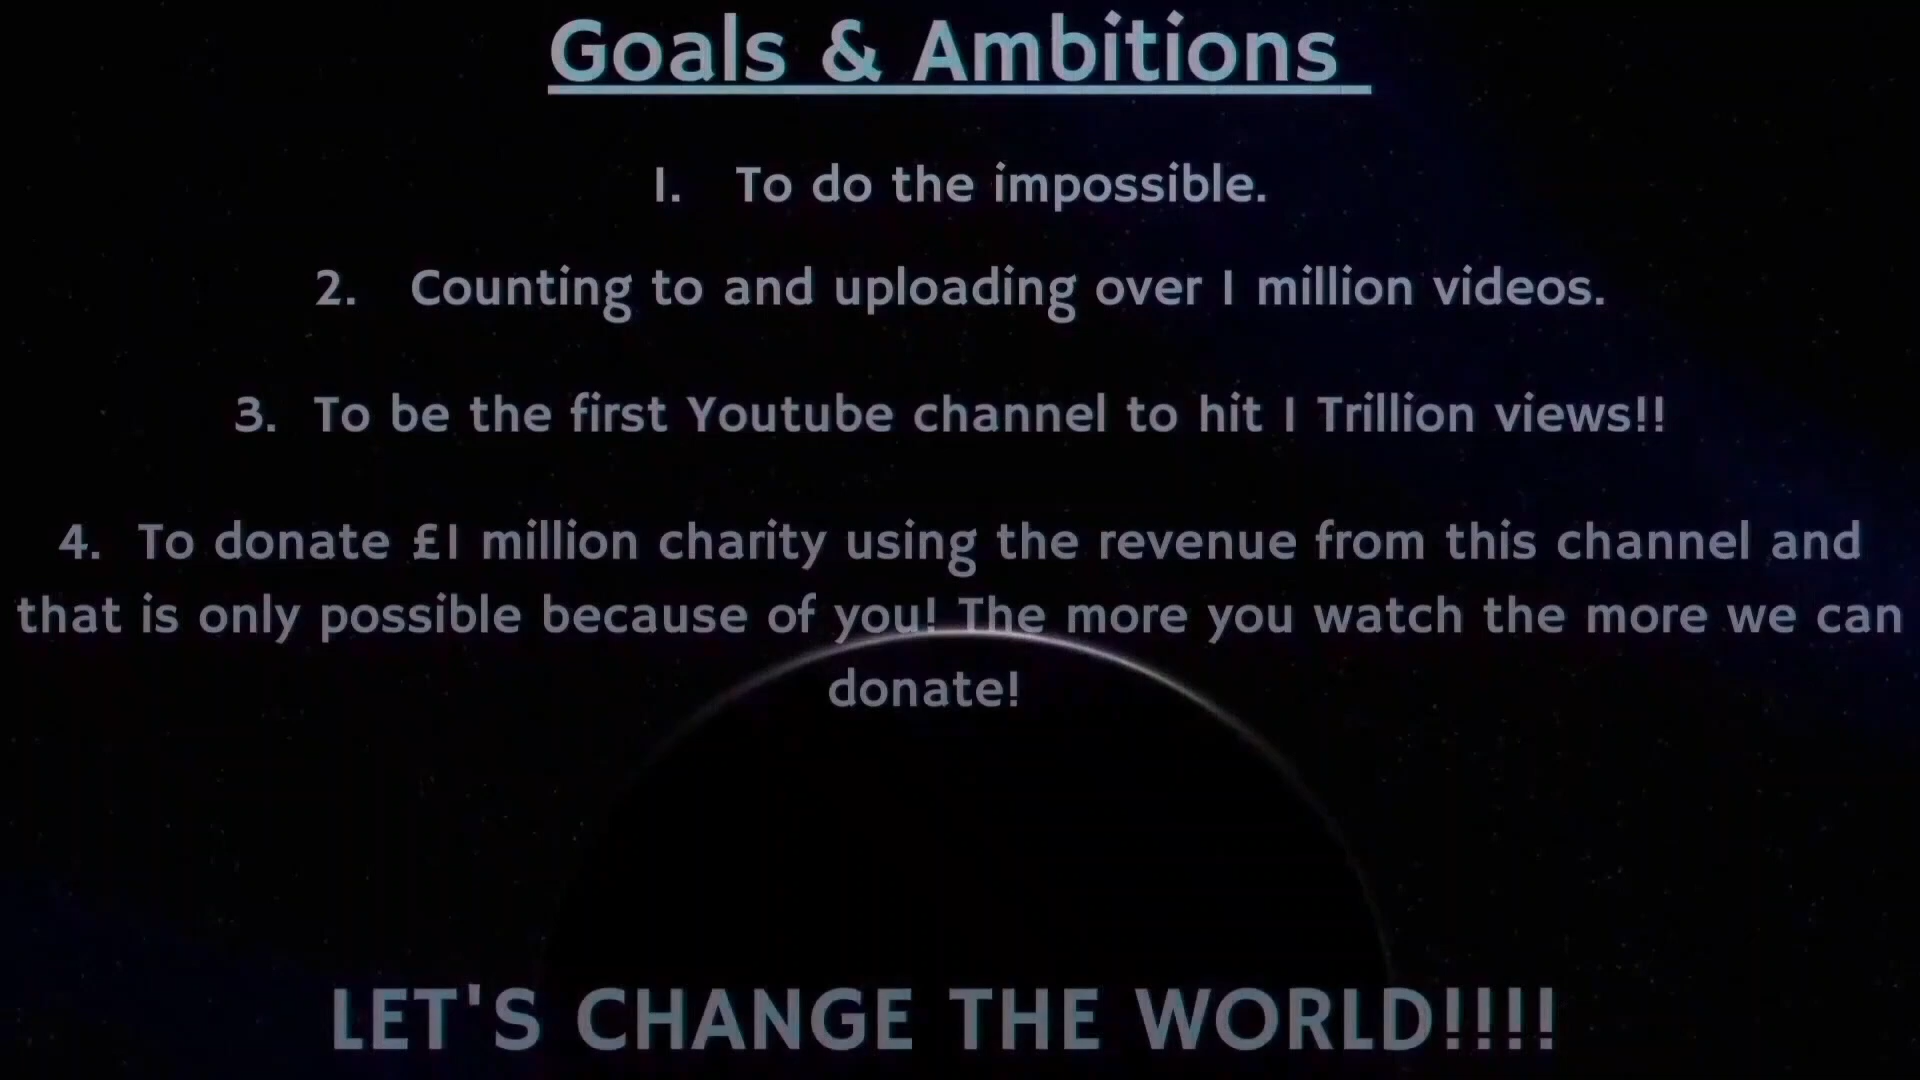 Goals & Ambitions
1. To do the impossible.
2. Counting to and uploading over 1 million videos.
3. To be the first Youtube channel to hit 1 Trillion views!!
4. To donate £1 million charity using the revenue from this channel and
that is only possible because of you! The more you watch the more we can
donate!
LET'S CHANGE THE WORLD!!!!